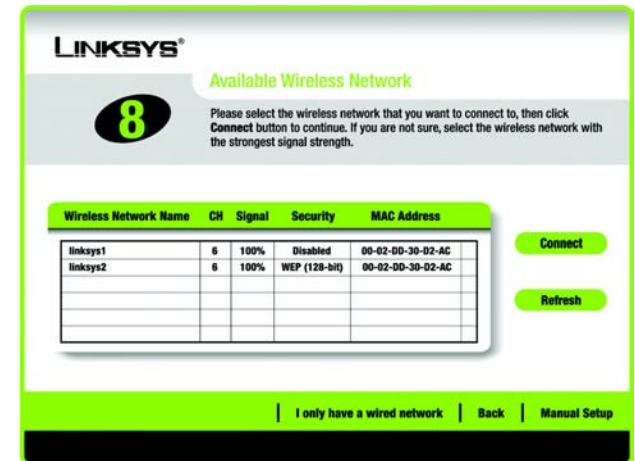 LINKSYS®
Available Wireless Network
8
Please select the wireless network that you want to connect to, then click
Connect button to continue. If you are not sure, select the wireless network with
the strongest signal strength.
Wireless Network Name CH Signal Security MAC Address
linksys1 6 100% Disabled 00-02-DD-30-D2-AC
linksys2 6 100% WEP (128-bit) 00-02-DD-30-D2-AC
Connect
Refresh
I only have a wired network Back Manual Setup